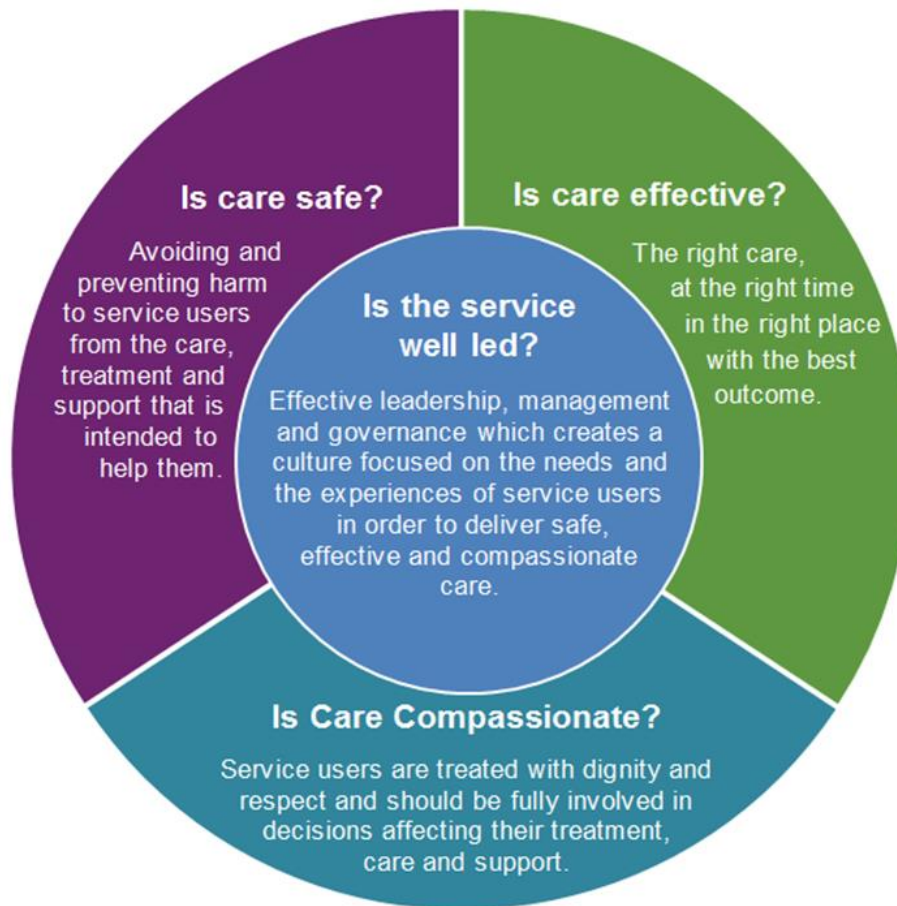 Is care safe?
Avoiding and
preventing harm
to service users
from the care,
treatment and
support that is
intended to
help them.
Is care effective?
The right care,
at the right time
in the right place
with the best
outcome.
Is the service
well led?
Effective leadership, management
and governance which creates a
culture focused on the needs and
the experiences of service users
in order to deliver safe,
effective and compassionate
care.
Is Care Compassionate?
Service users are treated with dignity and
respect and should be fully involved in
decisions affecting their treatment,
care and support.